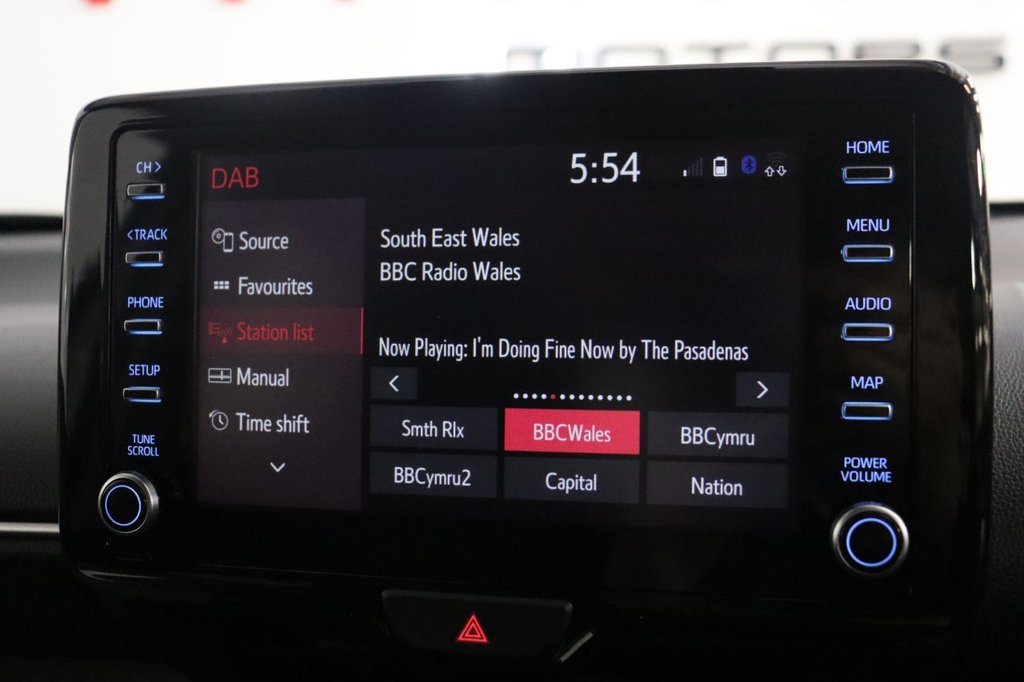 MOTORS
CH>
<TRACK
PHONE
SETUP
TUNE
SCROLL
DAB
5:54
Source
Favourites
Station list
Manual
Time shift
South East Wales
BBC Radio Wales
Now Playing: I'm Doing Fine Now by The Pasadenas
Smth Rlx
BBCWales
BBCymru
BBCymru2
Capital
Nation
HOME
MENU
AUDIO
MAP
POWER
VOLUME